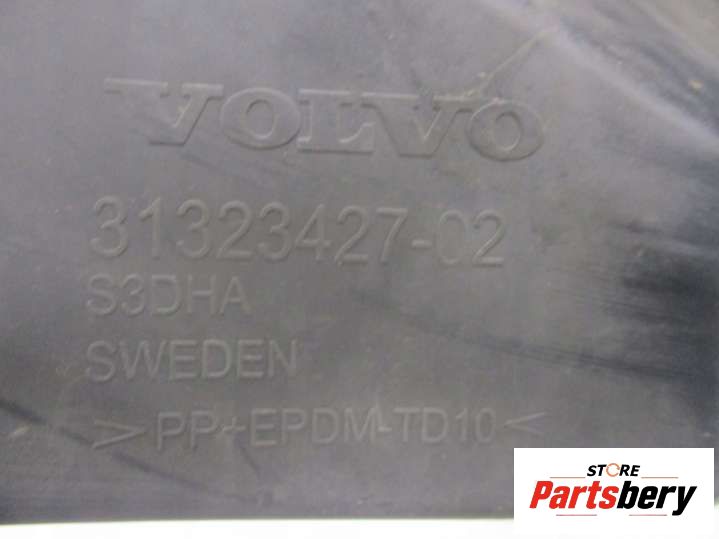 VOLVO
31323427-02
S3DHA
SWEDEN
>PP+EPDM-TD10<
STORE
Partsbery